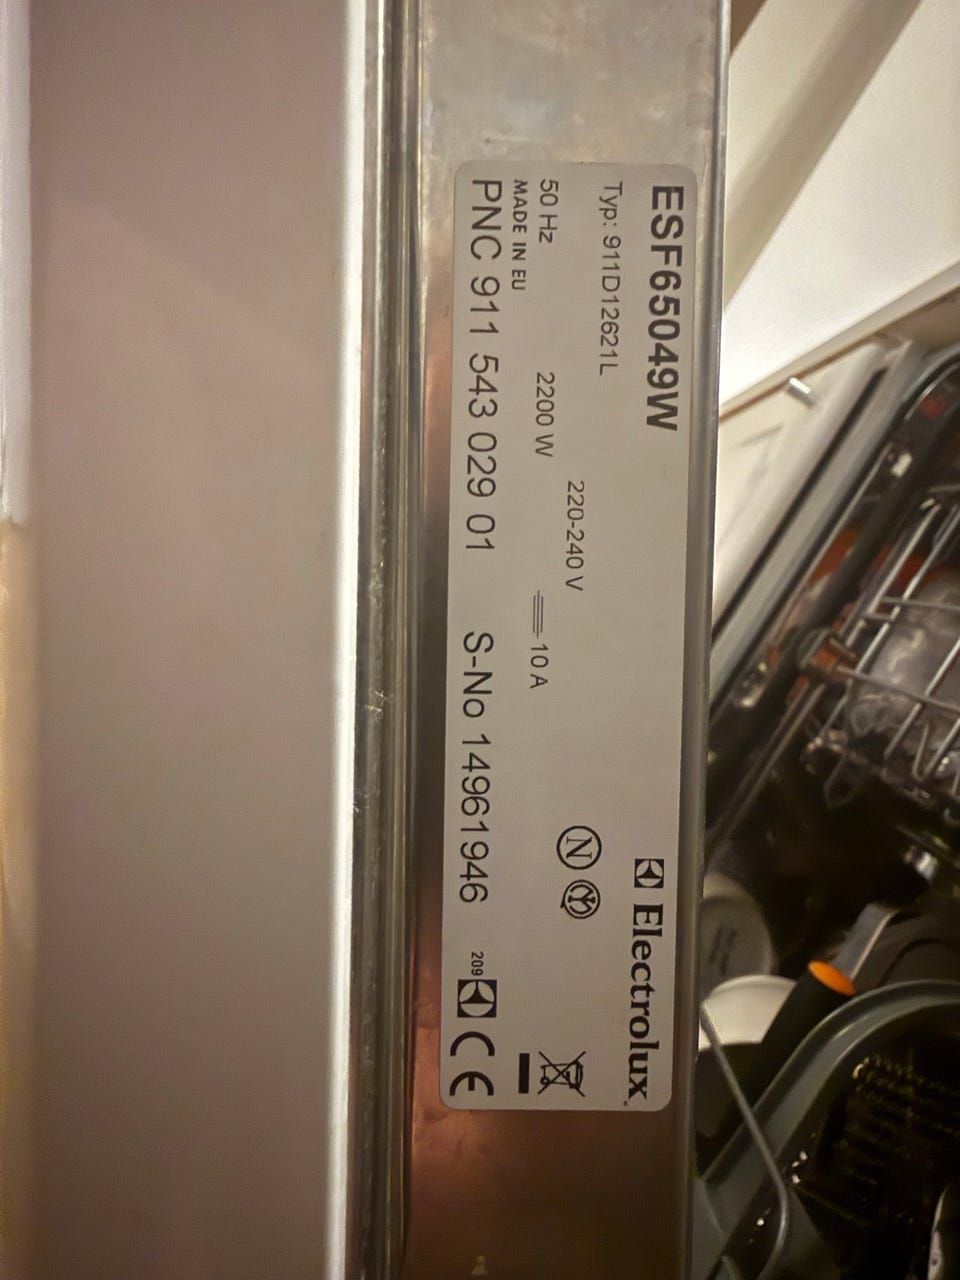 ESF65049W
Electrolux
Typ: 911D12621L
220-240 V
N
50 Hz 2200 W 10 A
MADE IN EU
PNC 911 543 029 01 S-No 14961946 209 CE